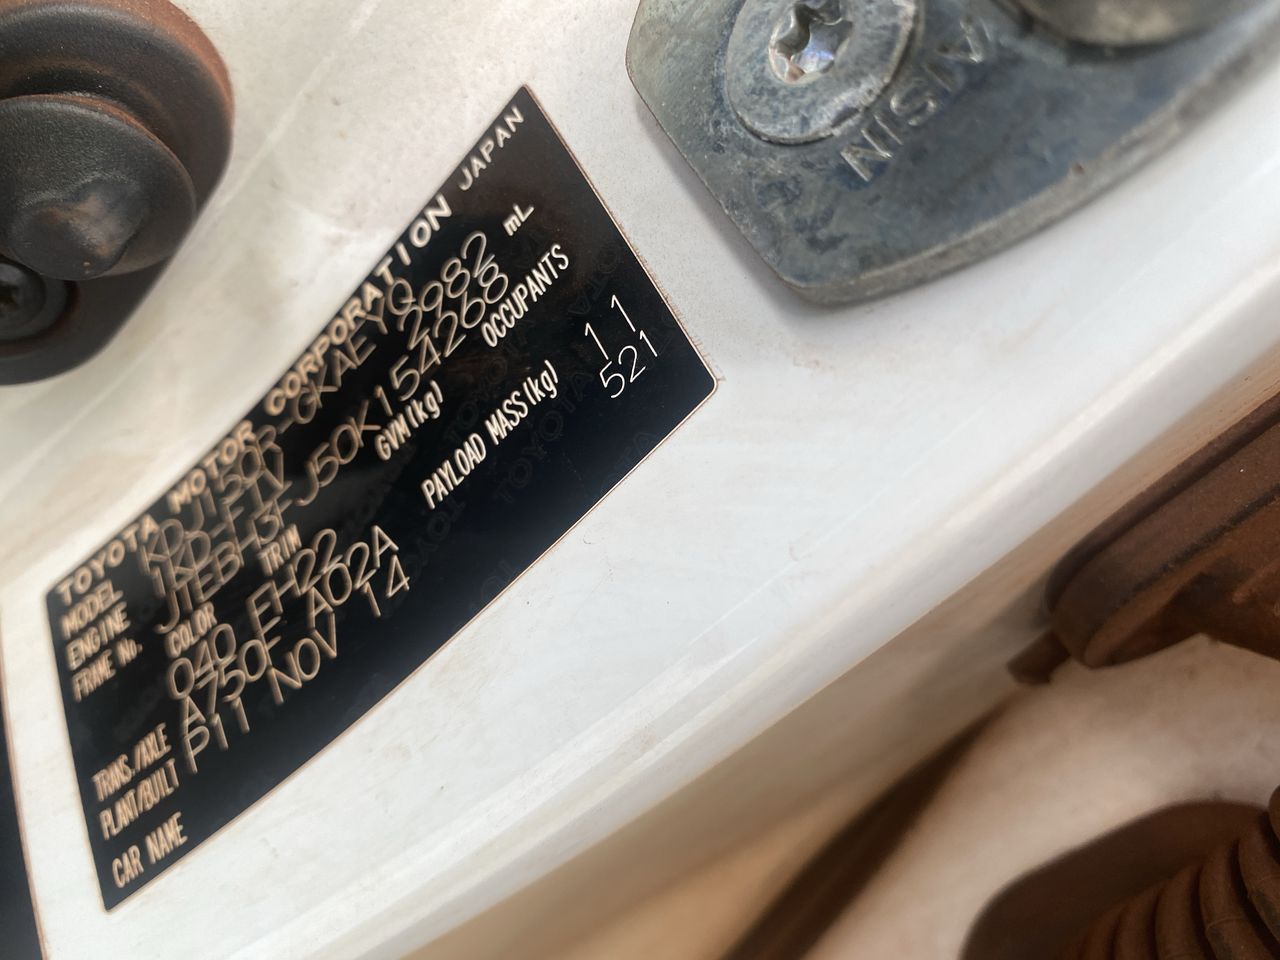 TOYOTA MOTOR CORPORATION JAPAN
MODEL KDJ150R-GKAEYQ
ENGINE 1KD-FTV 2982 mL
FRAME No. JTEBH3FJ50K154268
COLOR TRIM GVM(kg) OCCUPANTS
040 EH22 11
TRANS./AXLE A750F A02A PAYLOAD MASS(kg) 521
PLANT/BUILT P11 NOV 14
CAR NAME
AISIN